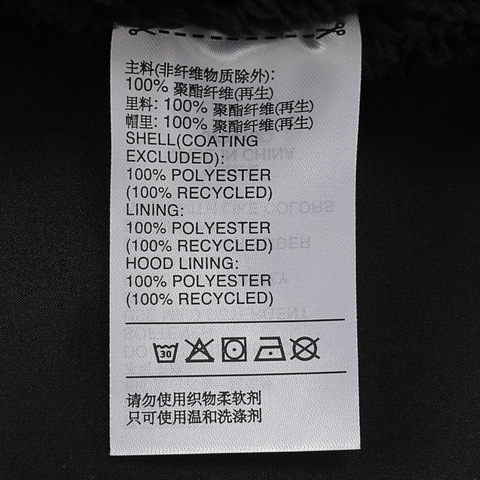 主料(非纤维物质除外):
100% 聚酯纤维(再生)
里料: 100% 聚酯纤维(再生)
帽里: 100% 聚酯纤维(再生)
SHELL(COATING
EXCLUDED):
100% POLYESTER
(100% RECYCLED)
LINING:
100% POLYESTER
(100% RECYCLED)
HOOD LINING:
100% POLYESTER
(100% RECYCLED)
30
请勿使用织物柔软剂
只可使用温和洗涤剂